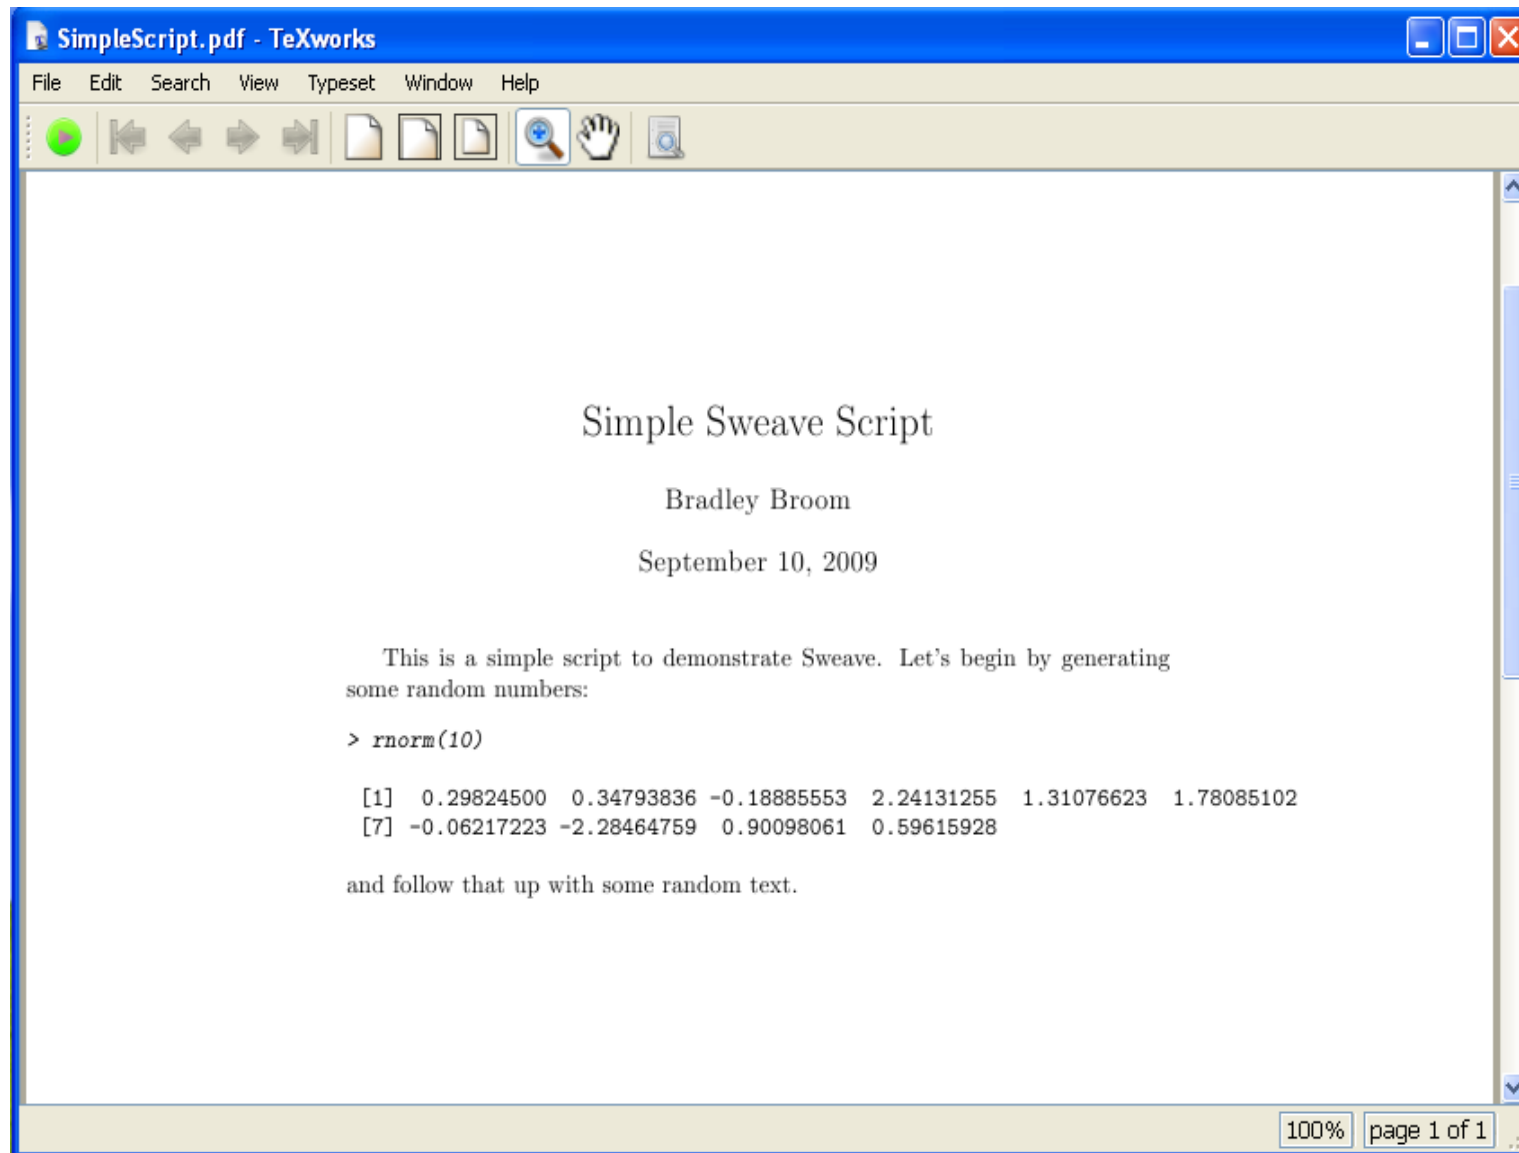 SimpleScript.pdf - TeXworks
File Edit Search View Typeset Window Help
Simple Sweave Script
Bradley Broom
September 10, 2009
This is a simple script to demonstrate Sweave. Let's begin by generating
some random numbers:
> rnorm(10)
[1] 0.29824500 0.34793836 -0.18885553 2.24131255 1.31076623 1.78085102
[7] -0.06217223 -2.28464759 0.90098061 0.59615928
and follow that up with some random text.
100% page 1 of 1